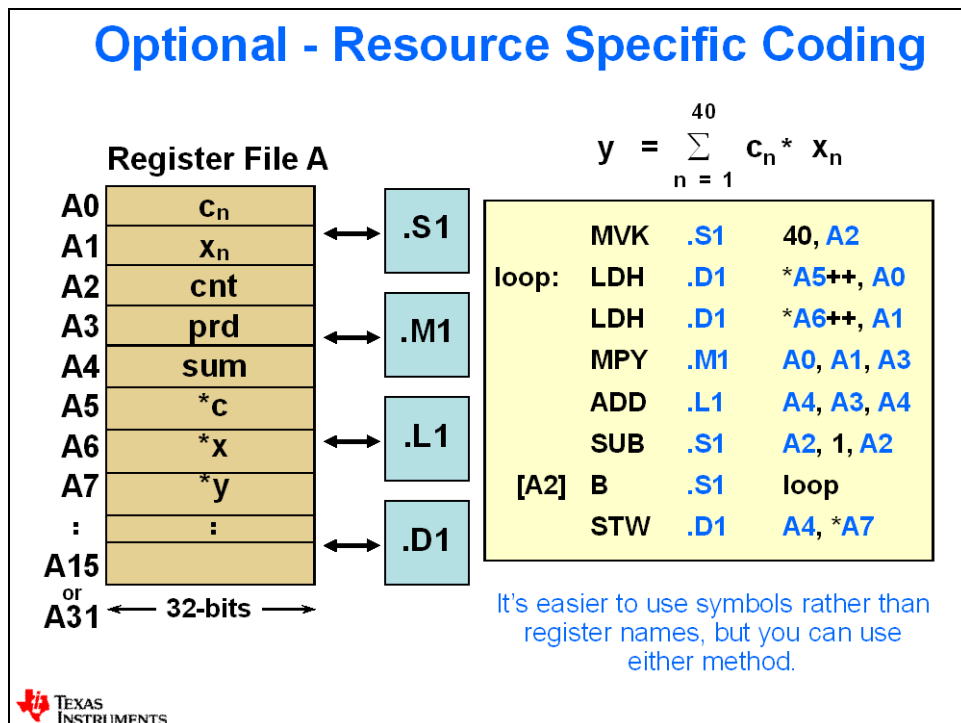 Optional - Resource Specific Coding
40
y = Σ cn * xn
n = 1
Register File A
A0 cn
A1 xn
A2 cnt
A3 prd
A4 sum
A5 *c
A6 *x
A7 *y
: :
A15
or
A31
32-bits
.S1
.M1
.L1
.D1
MVK .S1 40, A2
loop: LDH .D1 *A5++, A0
LDH .D1 *A6++, A1
MPY .M1 A0, A1, A3
ADD .L1 A4, A3, A4
SUB .S1 A2, 1, A2
[A2] B .S1 loop
STW .D1 A4, *A7
It's easier to use symbols rather than
register names, but you can use
either method.
TEXAS
INSTRUMENTS